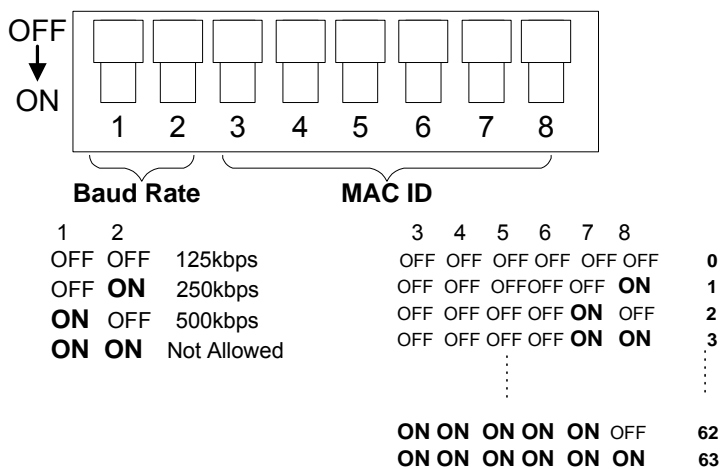 OFF
ON
1 2 3 4 5 6 7 8
Baud Rate MAC ID
1 2
OFF OFF 125kbps
OFF ON 250kbps
ON OFF 500kbps
ON ON Not Allowed
3 4 5 6 7 8
OFF OFF OFF OFF OFF OFF 0
OFF OFF OFFOFF OFF ON 1
OFF OFF OFF OFF ON OFF 2
OFF OFF OFF OFF ON ON 3
ON ON ON ON ON OFF 62
ON ON ON ON ON ON 63